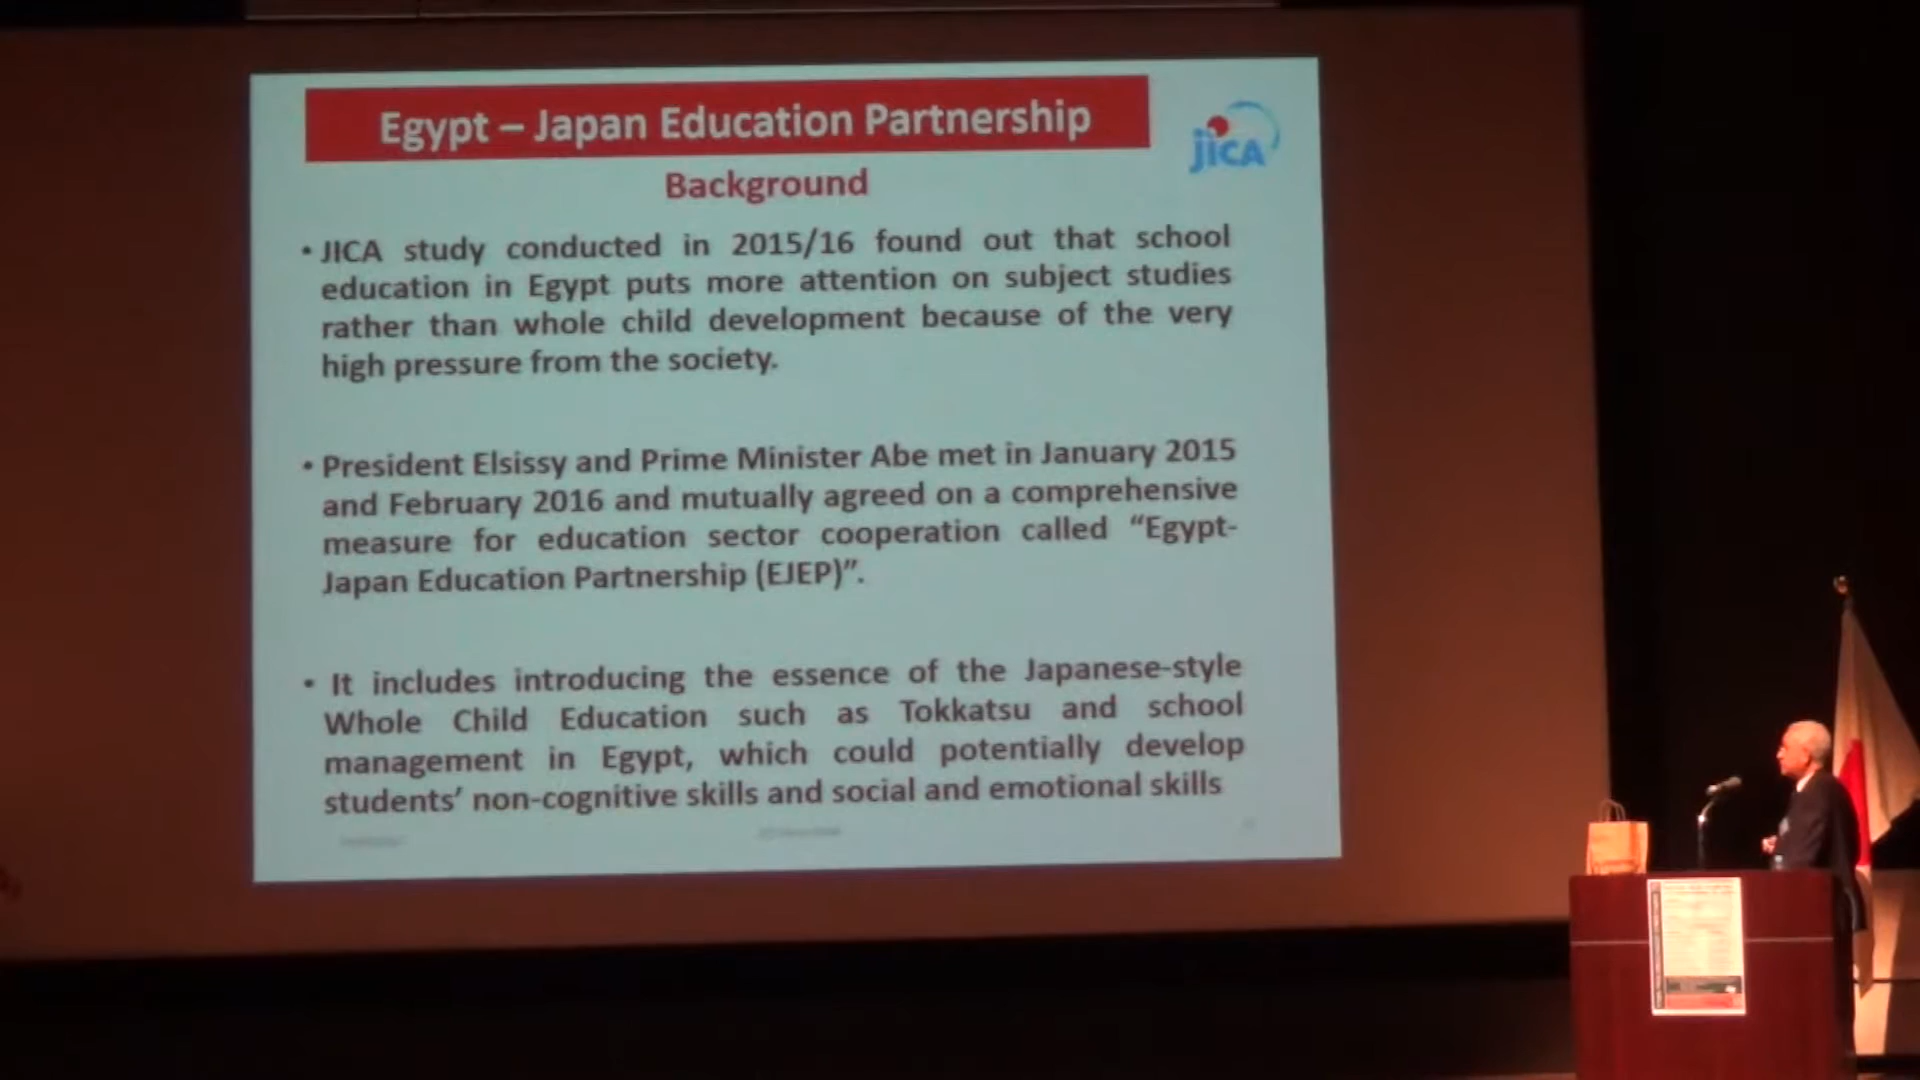 Egypt – Japan Education Partnership
jica
Background
• JICA study conducted in 2015/16 found out that school
education in Egypt puts more attention on subject studies
rather than whole child development because of the very
high pressure from the society.
• President Elsissy and Prime Minister Abe met in January 2015
and February 2016 and mutually agreed on a comprehensive
measure for education sector cooperation called “Egypt-
Japan Education Partnership (EJEP)”.
• It includes introducing the essence of the Japanese-style
Whole Child Education such as Tokkatsu and school
management in Egypt, which could potentially develop
students’ non-cognitive skills and social and emotional skills